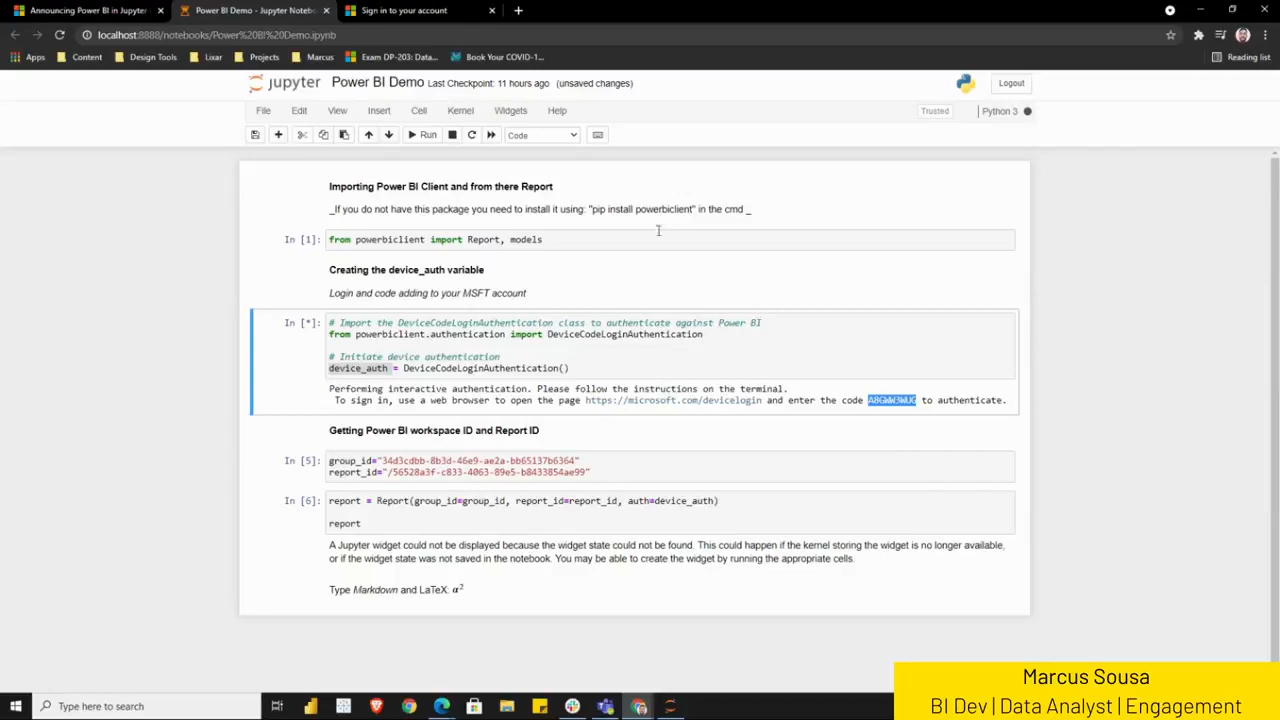 Announcing Power BI in Jupyter
Power BI Demo - Jupyter Notebo
Sign in to your account
localhost:8888/notebooks/Power%20BI%20Demo.ipynb
Apps
Content
Design Tools
Lixar
Projects
Marcus
Exam DP-203: Data...
Book Your COVID-1...
Reading list
jupyter Power BI Demo Last Checkpoint: 11 hours ago (unsaved changes)
Logout
File Edit View Insert Cell Kernel Widgets Help
Trusted
Python 3
Run
Code
Importing Power BI Client and from there Report
_If you do not have this package you need to install it using: "pip install powerbiclient" in the cmd _
In [1]: from powerbiclient import Report, models
Creating the device_auth variable
Login and code adding to your MSFT account
In [*]: # Import the DeviceCodeLoginAuthentication class to authenticate against Power BI
from powerbiclient.authentication import DeviceCodeLoginAuthentication
# Initiate device authentication
device_auth = DeviceCodeLoginAuthentication()
Performing interactive authentication. Please follow the instructions on the terminal.
To sign in, use a web browser to open the page https://microsoft.com/devicelogin and enter the code A8GWW3WUG to authenticate.
Getting Power BI workspace ID and Report ID
In [5]: group_id="34d3cdbb-8b3d-46e9-ae2a-bb65137b6364"
report_id="/56528a3f-c833-4063-89e5-b8433854ae99"
In [6]: report = Report(group_id=group_id, report_id=report_id, auth=device_auth)
report
A Jupyter widget could not be displayed because the widget state could not be found. This could happen if the kernel storing the widget is no longer available,
or if the widget state was not saved in the notebook. You may be able to create the widget by running the appropriate cells.
Type Markdown and LaTeX: α²
Type here to search
Marcus Sousa
BI Dev | Data Analyst | Engagement